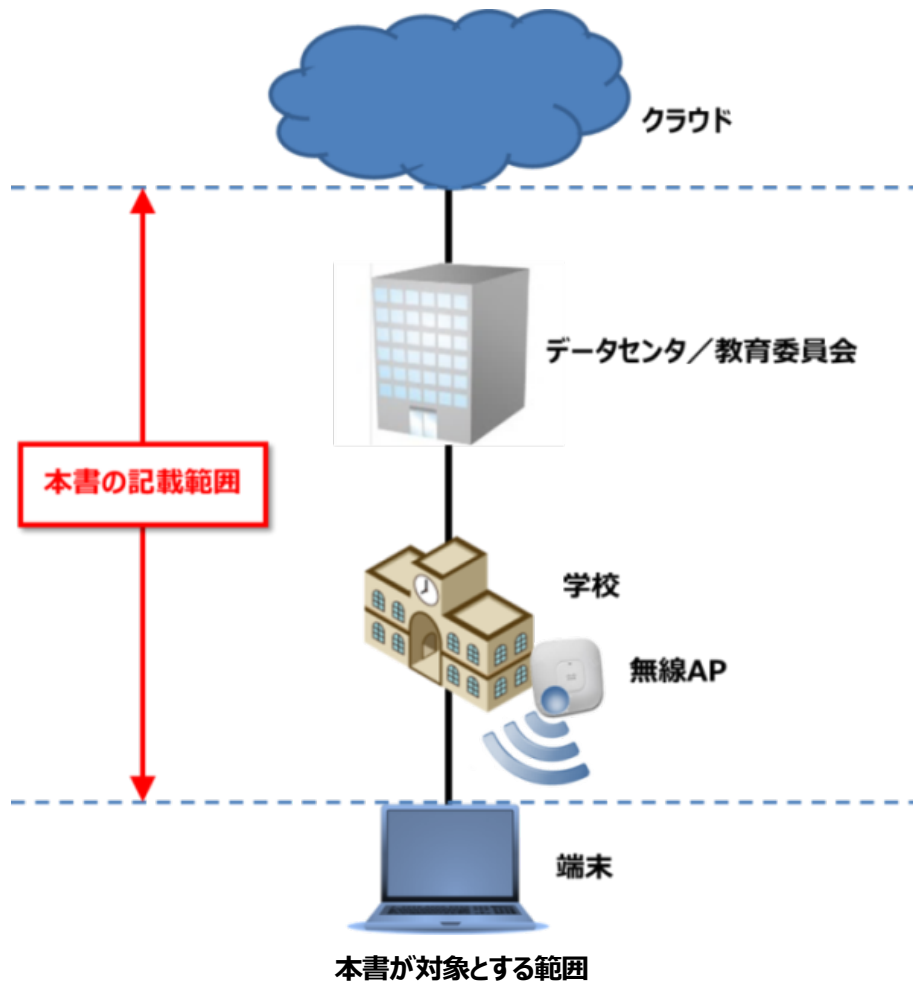 クラウド
データセンタ／教育委員会
本書の記載範囲
学校
無線AP
端末
本書が対象とする範囲